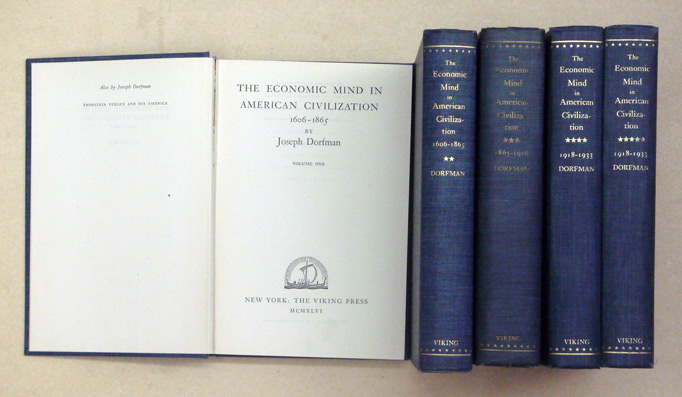 Also by Joseph Dorfman
THORSTEIN VEBLEN AND HIS AMERICA
THE ECONOMIC MIND IN
AMERICAN CIVILIZATION
1606–1865
BY
Joseph Dorfman
VOLUME ONE
NEW YORK: THE VIKING PRESS
MCMXLVI
The
Economic
Mind
in
American
Civiliza-
tion
1606-1865
★★
DORFMAN
VIKING
The
Economic
Mind
in
American
Civiliza-
tion
★★★
1865-1918
DORFMAN
VIKING
The
Economic
Mind
in
American
Civiliza-
tion
★★★★
1918-1933
DORFMAN
VIKING
The
Economic
Mind
in
American
Civiliza-
tion
★★★★★
1918-1933
DORFMAN
VIKING